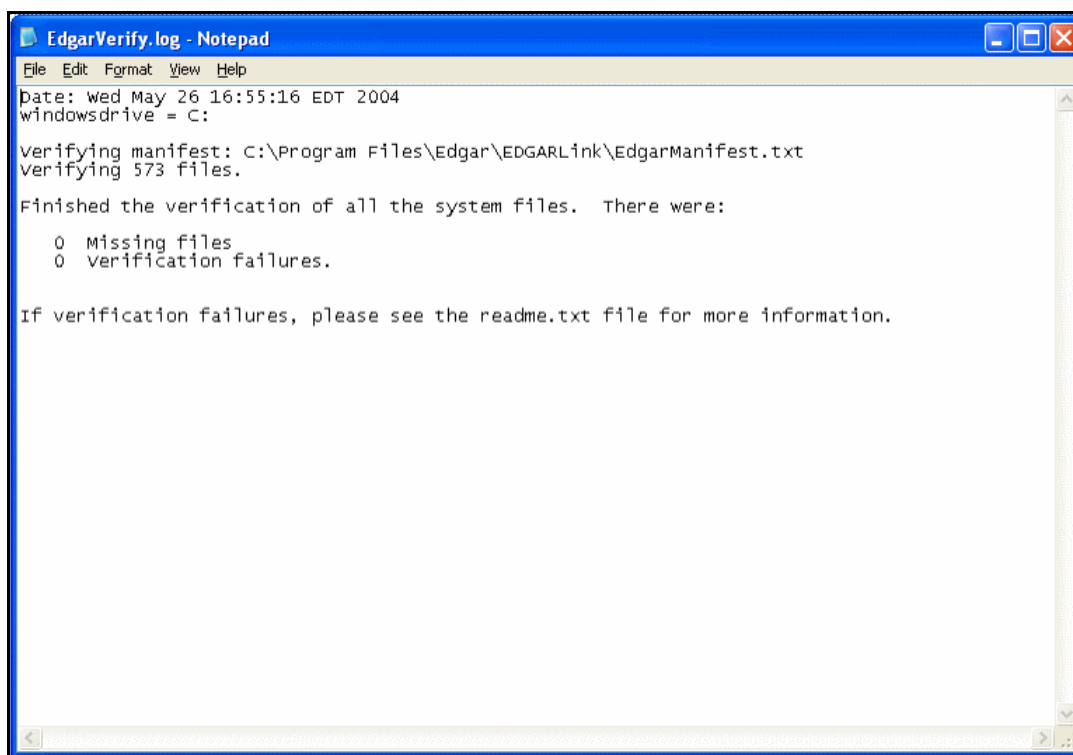 EdgarVerify.log - Notepad
File Edit Format View Help
Date: Wed May 26 16:55:16 EDT 2004
windowsdrive = C:
Verifying manifest: C:\Program Files\Edgar\EDGARLink\EdgarManifest.txt
Verifying 573 files.
Finished the verification of all the system files.  There were:
0  Missing files
0  Verification failures.
If verification failures, please see the readme.txt file for more information.